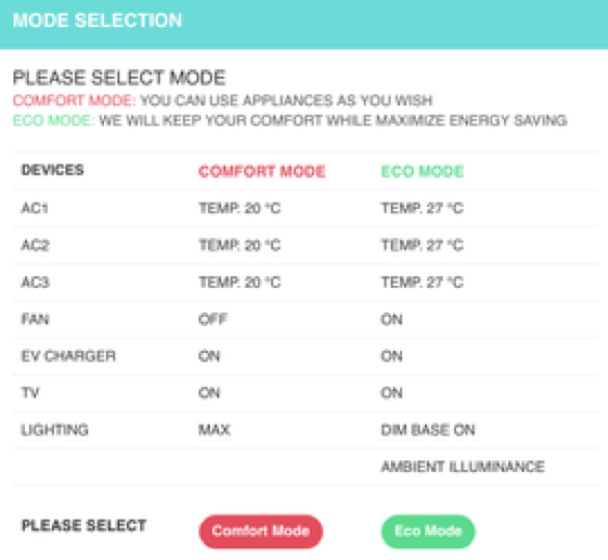 MODE SELECTION
PLEASE SELECT MODE
COMFORT MODE: YOU CAN USE APPLIANCES AS YOU WISH
ECO MODE: WE WILL KEEP YOUR COMFORT WHILE MAXIMIZE ENERGY SAVING
DEVICES COMFORT MODE ECO MODE
AC1 TEMP. 20 °C TEMP. 27 °C
AC2 TEMP. 20 °C TEMP. 27 °C
AC3 TEMP. 20 °C TEMP. 27 °C
FAN OFF ON
EV CHARGER ON ON
TV ON ON
LIGHTING MAX DIM BASE ON
AMBIENT ILLUMINANCE
PLEASE SELECT Comfort Mode Eco Mode